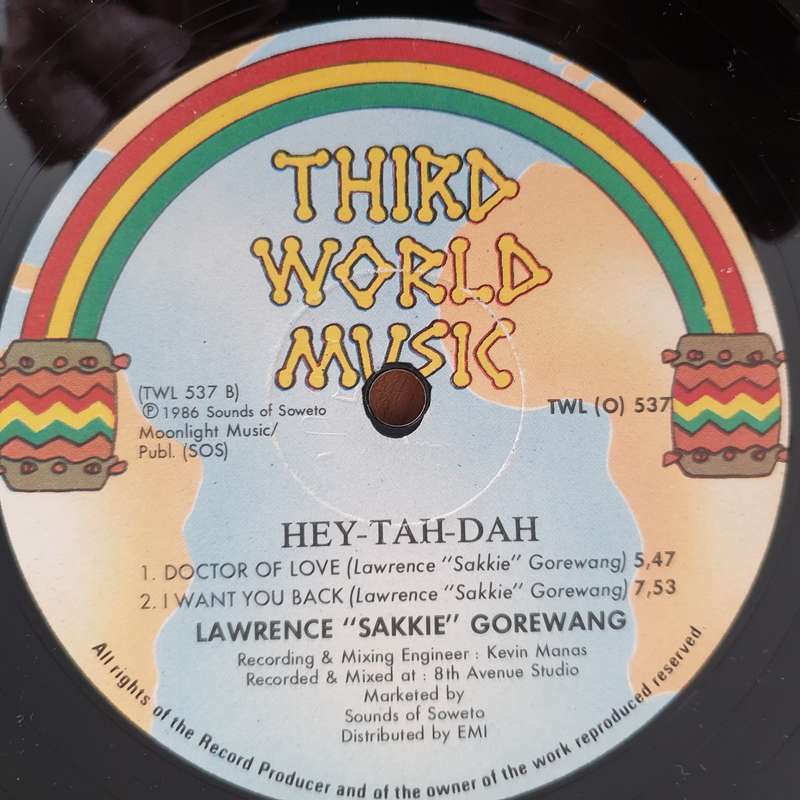 THIRD
WORLD
MUSIC
(TWL 537 B)
℗ 1986 Sounds of Soweto
Moonlight Music/
Publ. (SOS)
TWL (O) 537
HEY-TAH-DAH
1. DOCTOR OF LOVE (Lawrence "Sakkie" Gorewang) 5,47
2. I WANT YOU BACK (Lawrence "Sakkie" Gorewang) 7,53
LAWRENCE "SAKKIE" GOREWANG
Recording & Mixing Engineer : Kevin Manas
Recorded & Mixed at : 8th Avenue Studio
Marketed by
Sounds of Soweto
Distributed by EMI
All rights of the Record Producer and of the owner of the work reproduced reserved